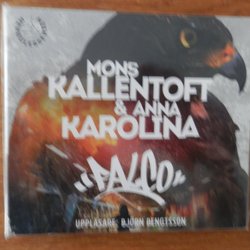 MONS
KALLENTOFT
& ANNA
KAROLINA
FALCO
UPPLÄSARE: BJÖRN BENGTSSON